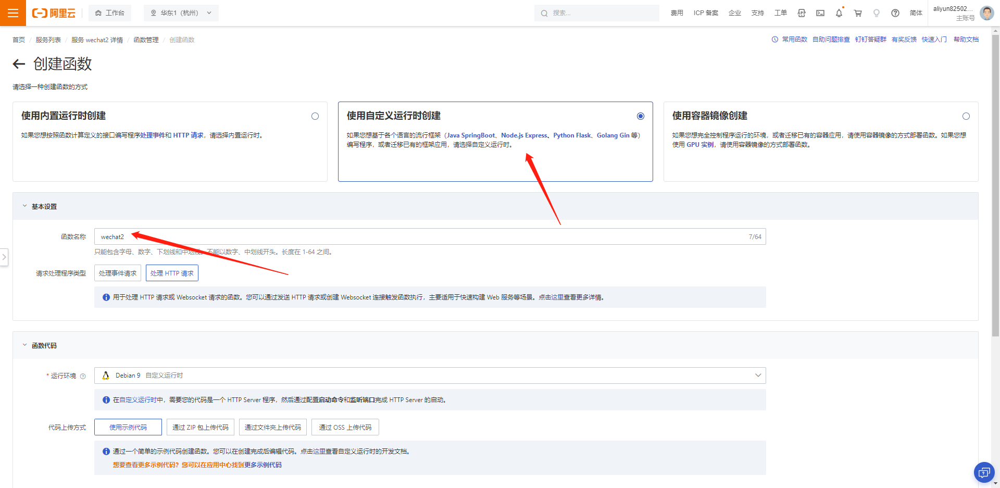 阿里云
工作台
华东1（杭州）
搜索...
费用
ICP 备案
企业
支持
工单
简体
aliyun82502...
主账号
首页 / 服务列表 / 服务 wechat2 详情 / 函数管理 / 创建函数
常用函数 自助问题排查 钉钉答疑群 有奖反馈 快速入门 帮助文档
创建函数
请选择一种创建函数的方式
使用内置运行时创建
如果您想按照函数计算定义的接口编写程序处理事件和 HTTP 请求，请选择内置运行时。
使用自定义运行时创建
如果您想基于各个语言的流行框架（Java SpringBoot、Node.js Express、Python Flask、Golang Gin 等）
编写程序，或者迁移已有的框架应用，请选择自定义运行时。
使用容器镜像创建
如果您想完全控制程序运行的环境，或者迁移已有的容器应用，请使用容器镜像的方式部署函数。如果您想
使用 GPU 实例，请使用容器镜像的方式部署函数。
基本设置
函数名称
wechat2
7/64
只能包含字母、数字、下划线和中划线。不能以数字、中划线开头。长度在 1-64 之间。
请求处理程序类型
处理事件请求
处理 HTTP 请求
用于处理 HTTP 请求或 Websocket 请求的函数。您可以通过发送 HTTP 请求或创建 Websocket 连接触发函数执行，主要适用于快速构建 Web 服务等场景。点击这里查看更多详情。
函数代码
* 运行环境
Debian 9 自定义运行时
在自定义运行时中，需要您的代码是一个 HTTP Server 程序，然后通过配置启动命令和监听端口完成 HTTP Server 的启动。
代码上传方式
使用示例代码
通过 ZIP 包上传代码
通过文件夹上传代码
通过 OSS 上传代码
通过一个简单的示例代码创建函数。您可以在创建完成后编辑代码。点击这里查看自定义运行时的开发文档。
想要查看更多示例代码？您可以在应用中心找到更多示例代码